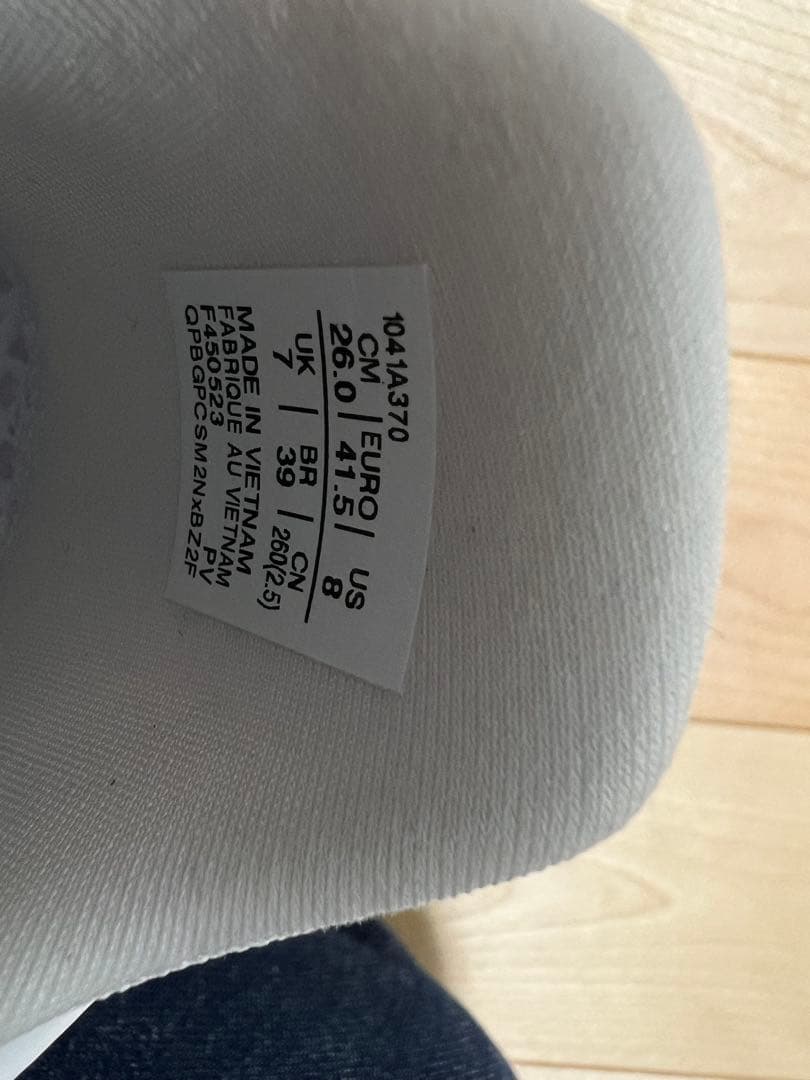 1041A370
CM | EURO | US
26.0 | 41.5 | 8
UK | BR | CN
7 | 39 | 260(2.5)
MADE IN VIETNAM
FABRIQUE AU VIETNAM
F450523 PV
QPBGPCSM2NxBZ2F